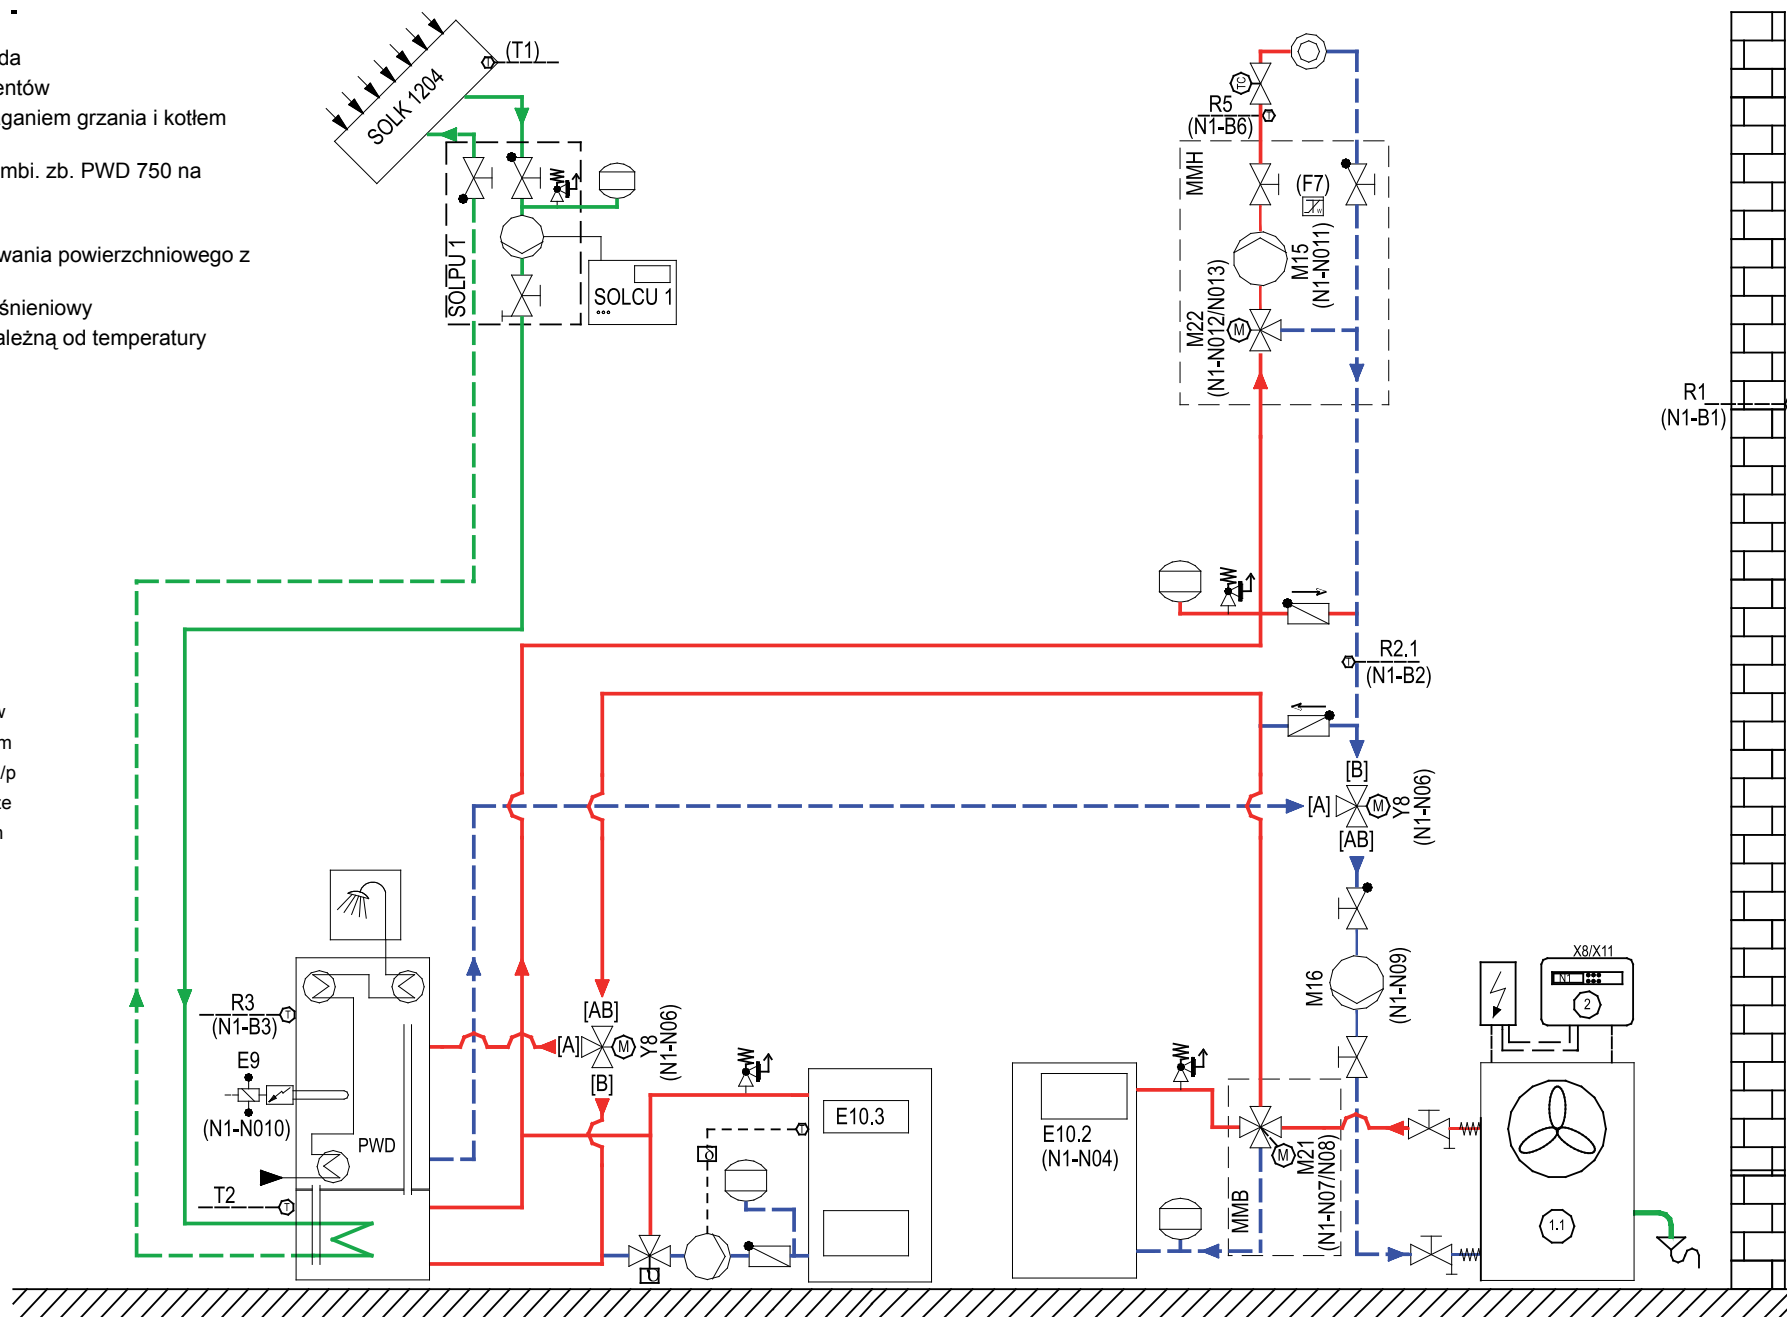 -
da
entów
aganiem grzania i kotłem
mbi. zb. PWD 750 na
wania powierzchniowego z
śnieniowy
ależną od temperatury
w
m
/p
te
n
(T1)
SOLK 1204
SOLPU 1
SOLCU 1
TC
R5
(N1-B6)
MMH
(F7)
M15
(N1-N011)
M22
(N1-N012/N013)
M
R1
(N1-B1)
R2.1
(N1-B2)
[B]
[A]
[AB]
M
Y8
(N1-N06)
M16
(N1-N09)
X8/X11
N1
2
1.1
R3
(N1-B3)
T
E9
(N1-N010)
PWD
T2
T
[AB]
[A]
[B]
M
Y8
(N1-N06)
E10.3
E10.2
(N1-N04)
MMB
M
M21
(N1-N07/N08)